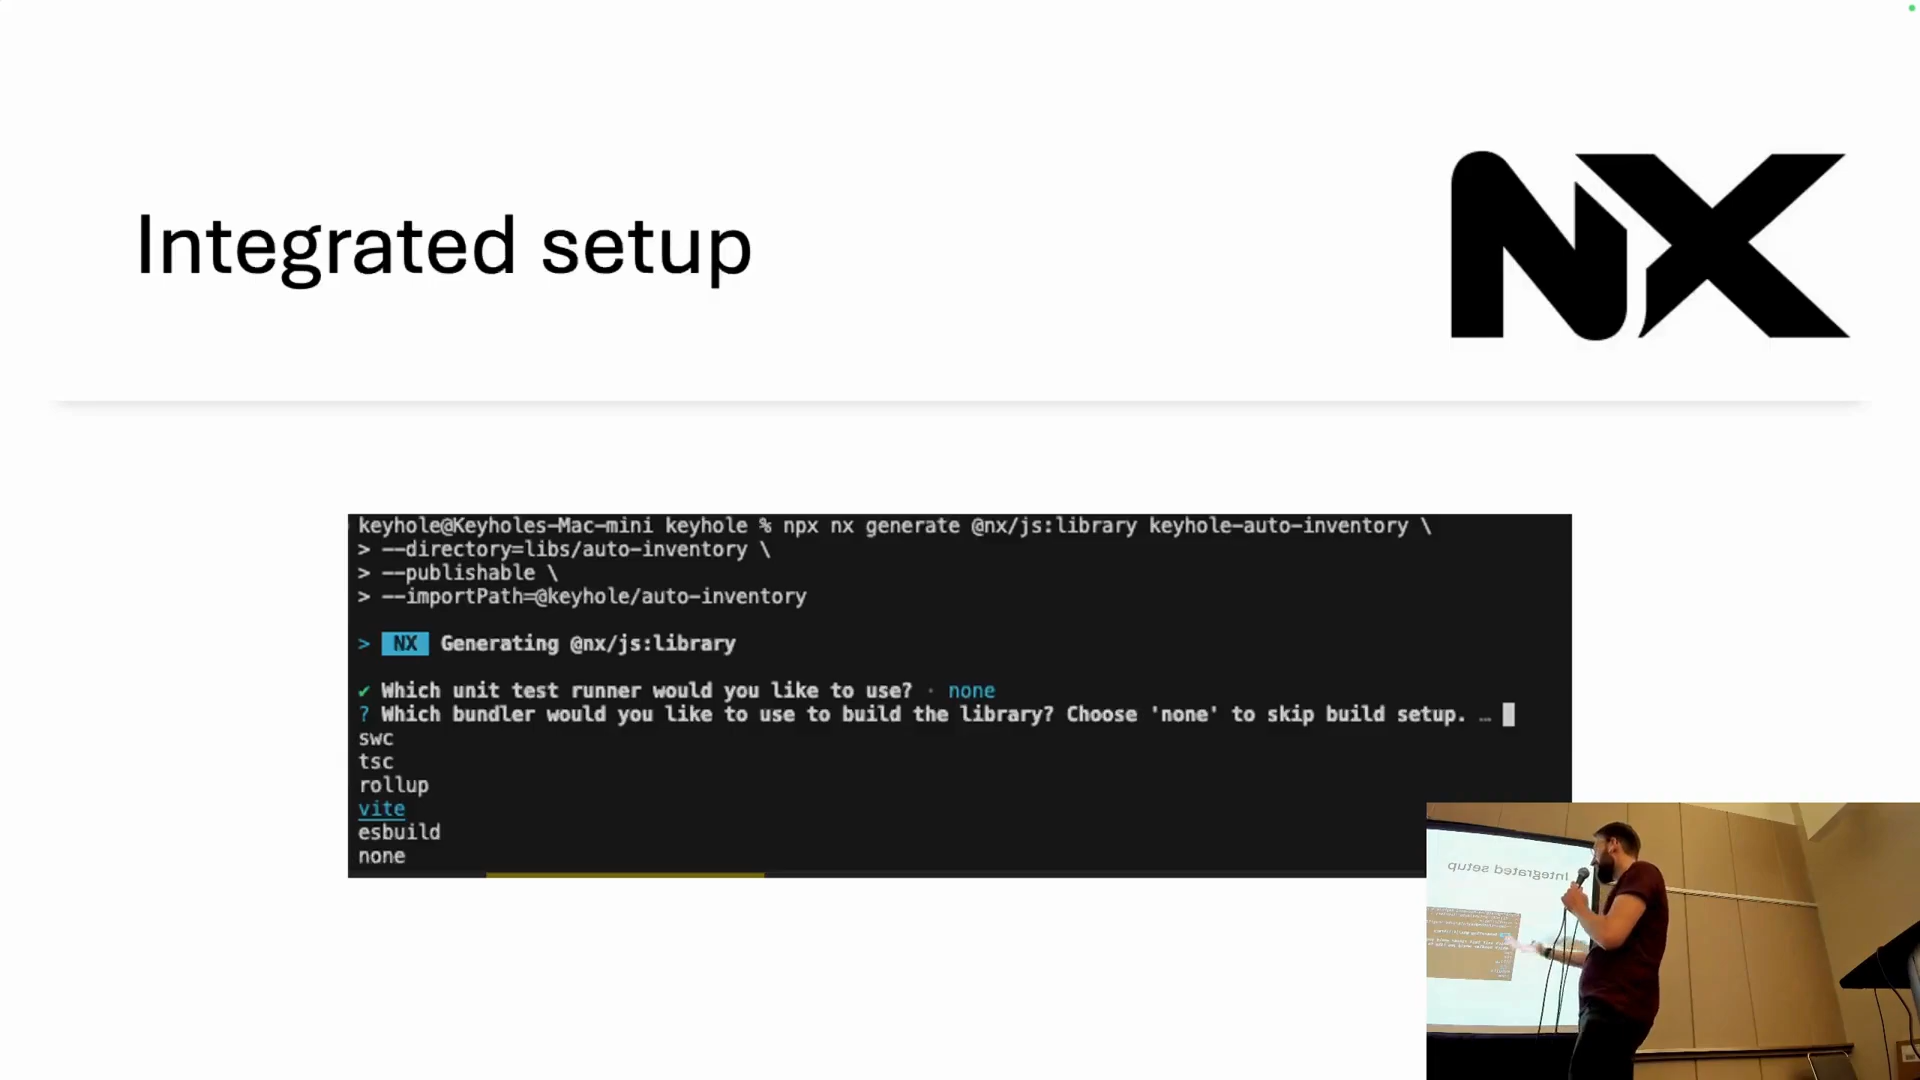 Integrated setup
NX
keyhole@Keyholes-Mac-mini keyhole % npx nx generate @nx/js:library keyhole-auto-inventory \
> --directory=libs/auto-inventory \
> --publishable \
> --importPath=@keyhole/auto-inventory
> NX Generating @nx/js:library
✔ Which unit test runner would you like to use? · none
? Which bundler would you like to use to build the library? Choose 'none' to skip build setup. …
swc
tsc
rollup
vite
esbuild
none
Integrated setup